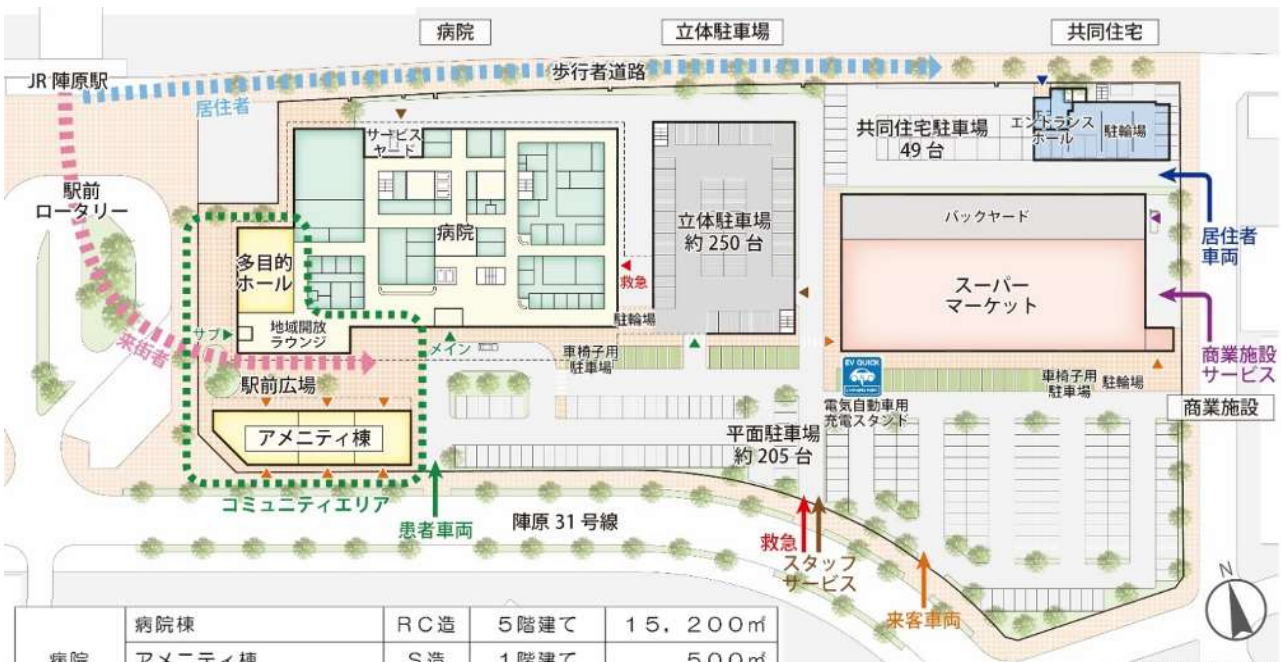 病院
立体駐車場
共同住宅
JR 陣原駅
歩行者道路
居住者
サービス
ヤード
共同住宅駐車場
49 台
エントランス
ホール
駐輪場
駅前
ロータリー
病院
立体駐車場
約 250 台
バックヤード
居住者
車両
多目的
ホール
救急
スーパー
マーケット
サブ
地域開放
ラウンジ
メイン
駐輪場
来街者
車椅子用
駐車場
EV QUICK
車椅子用
駐車場
駐輪場
商業施設
サービス
駅前広場
商業施設
電気自動車用
充電スタンド
アメニティ棟
平面駐車場
約 205 台
コミュニティエリア
患者車両
陣原 31 号線
救急
スタッフ
サービス
来客車両
N
病院棟 RC造 5階建て 15,200㎡
病院 アメニティ棟 S造 1階建て 500㎡